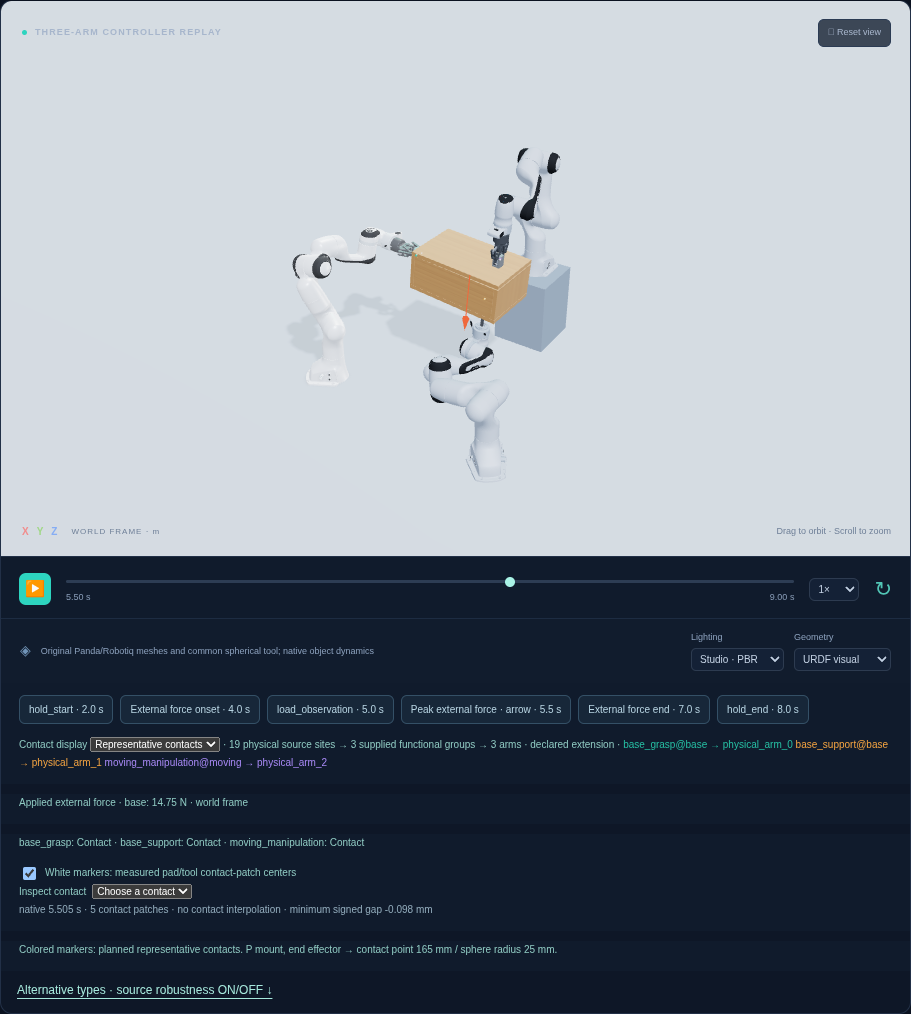 THREE-ARM CONTROLLER REPLAY
Reset view
X Y Z WORLD FRAME · m
Drag to orbit · Scroll to zoom
5.50 s
9.00 s
1×
Original Panda/Robotiq meshes and common spherical tool; native object dynamics
Lighting
Studio · PBR
Geometry
URDF visual
hold_start · 2.0 s
External force onset · 4.0 s
load_observation · 5.0 s
Peak external force · arrow · 5.5 s
External force end · 7.0 s
hold_end · 8.0 s
Contact display Representative contacts · 19 physical source sites → 3 supplied functional groups → 3 arms · declared extension · base_grasp@base → physical_arm_0 base_support@base
→ physical_arm_1 moving_manipulation@moving → physical_arm_2
Applied external force · base: 14.75 N · world frame
base_grasp: Contact · base_support: Contact · moving_manipulation: Contact
White markers: measured pad/tool contact-patch centers
Inspect contact Choose a contact
native 5.505 s · 5 contact patches · no contact interpolation · minimum signed gap -0.098 mm
Colored markers: planned representative contacts. P mount, end effector → contact point 165 mm / sphere radius 25 mm.
Alternative types · source robustness ON/OFF ↓